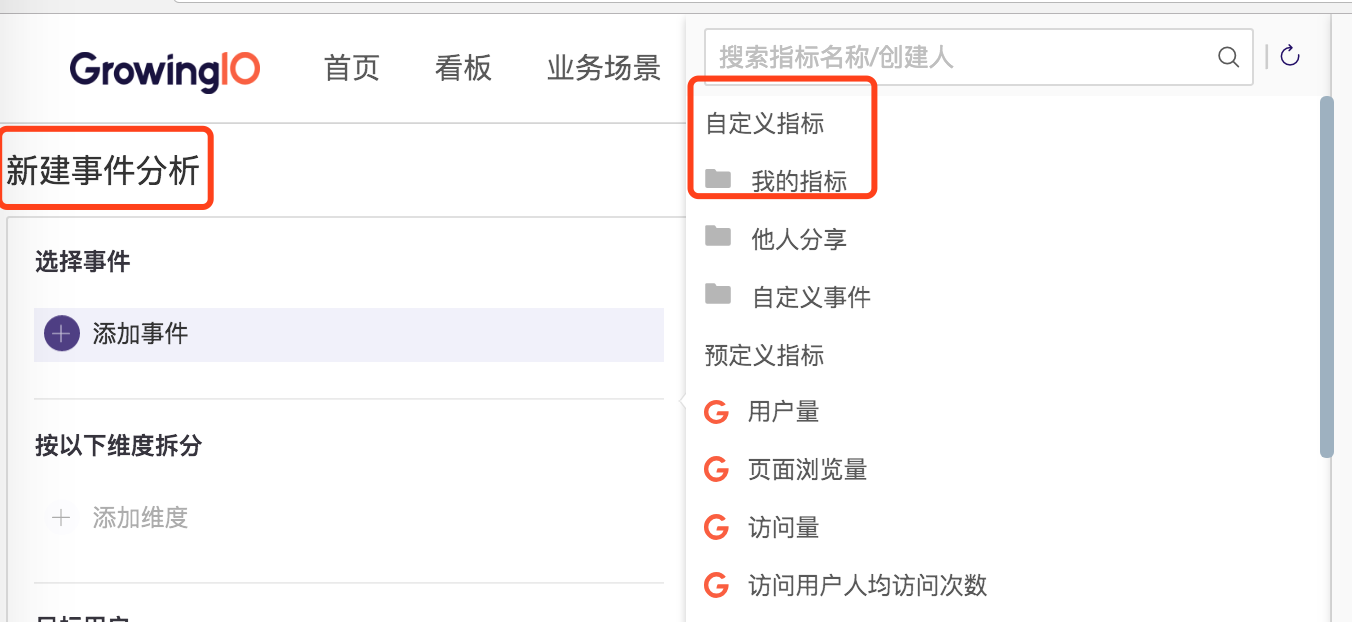 GrowingIO 首页 看板 业务场景
新建事件分析
选择事件
添加事件
按以下维度拆分
添加维度
搜索指标名称/创建人
自定义指标
我的指标
他人分享
自定义事件
预定义指标
用户量
页面浏览量
访问量
访问用户人均访问次数